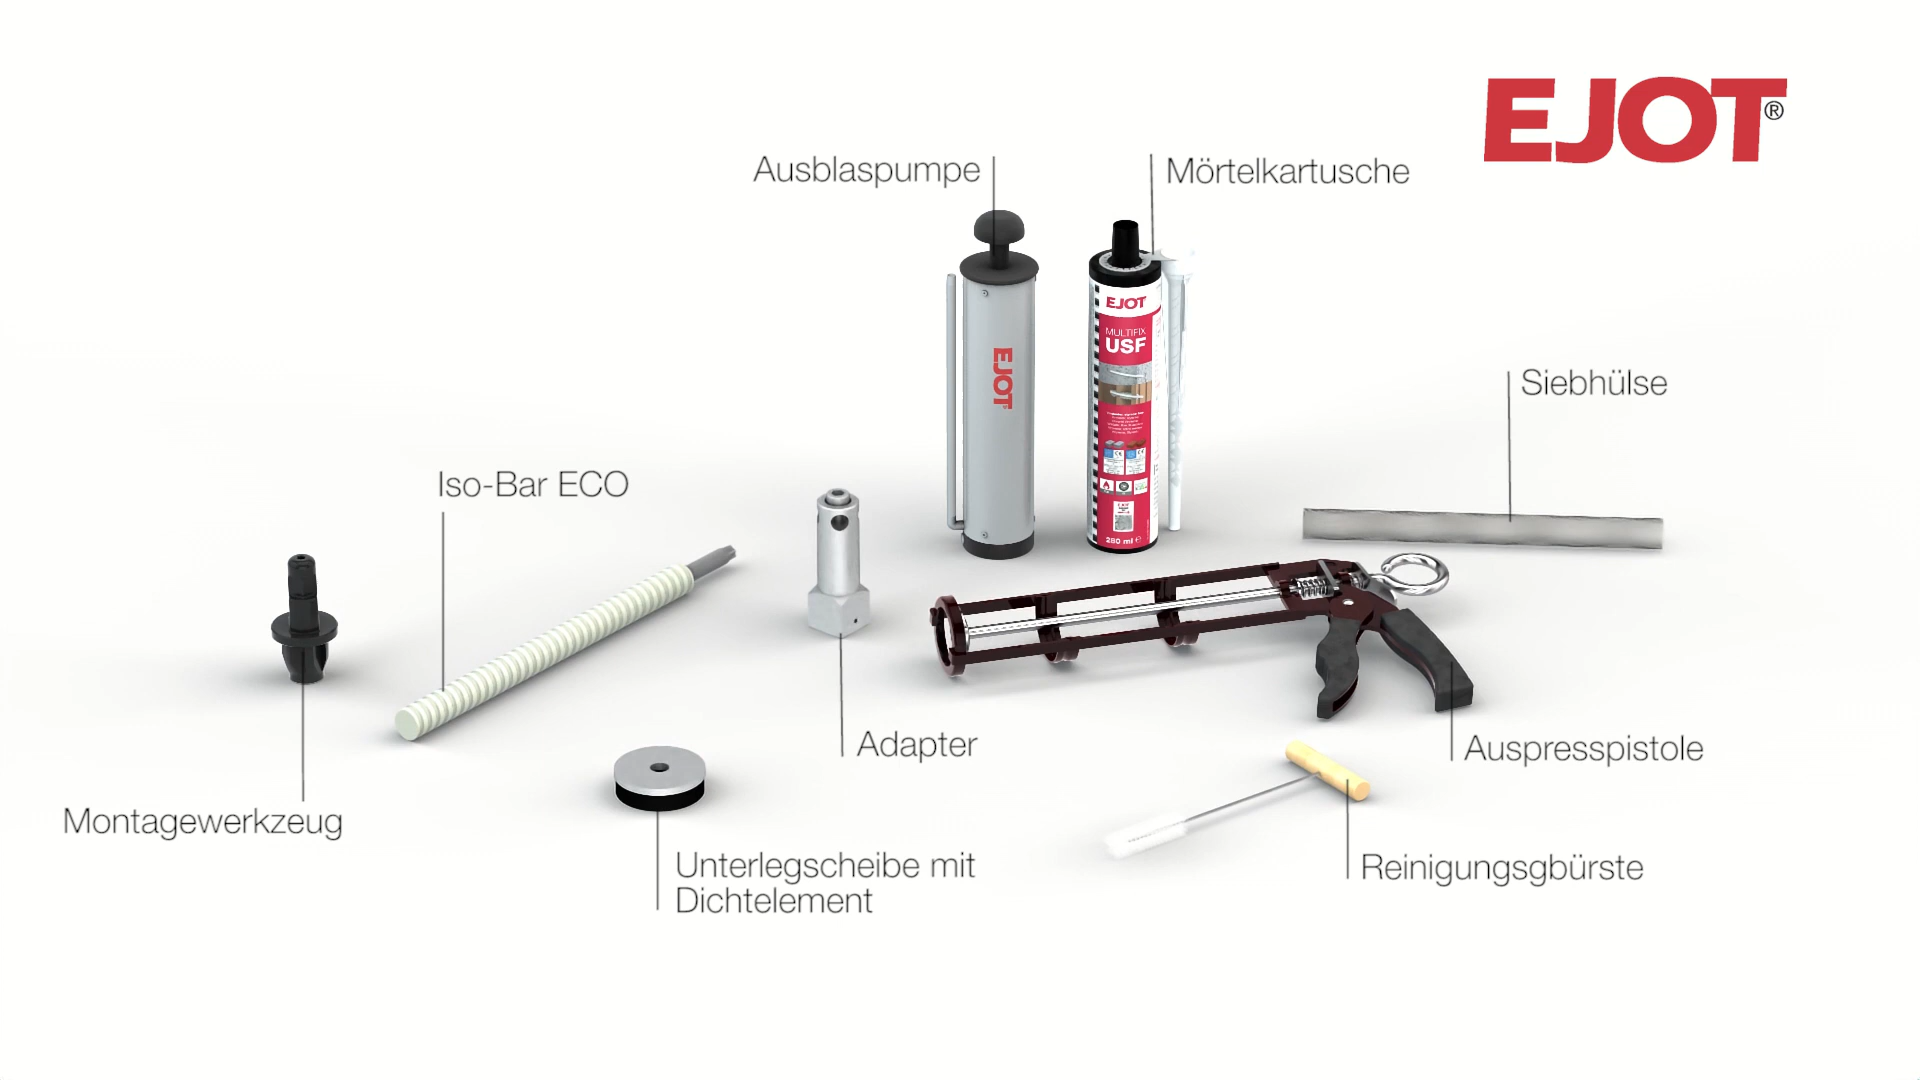 EJOT®
Ausblaspumpe
Mörtelkartusche
EJOT
MULTIFIX
USF
280 ml e
EJOT
Siebhülse
Iso-Bar ECO
Adapter
Auspresspistole
Montagewerkzeug
Unterlegscheibe mit
Dichtelement
Reinigungsgbürste